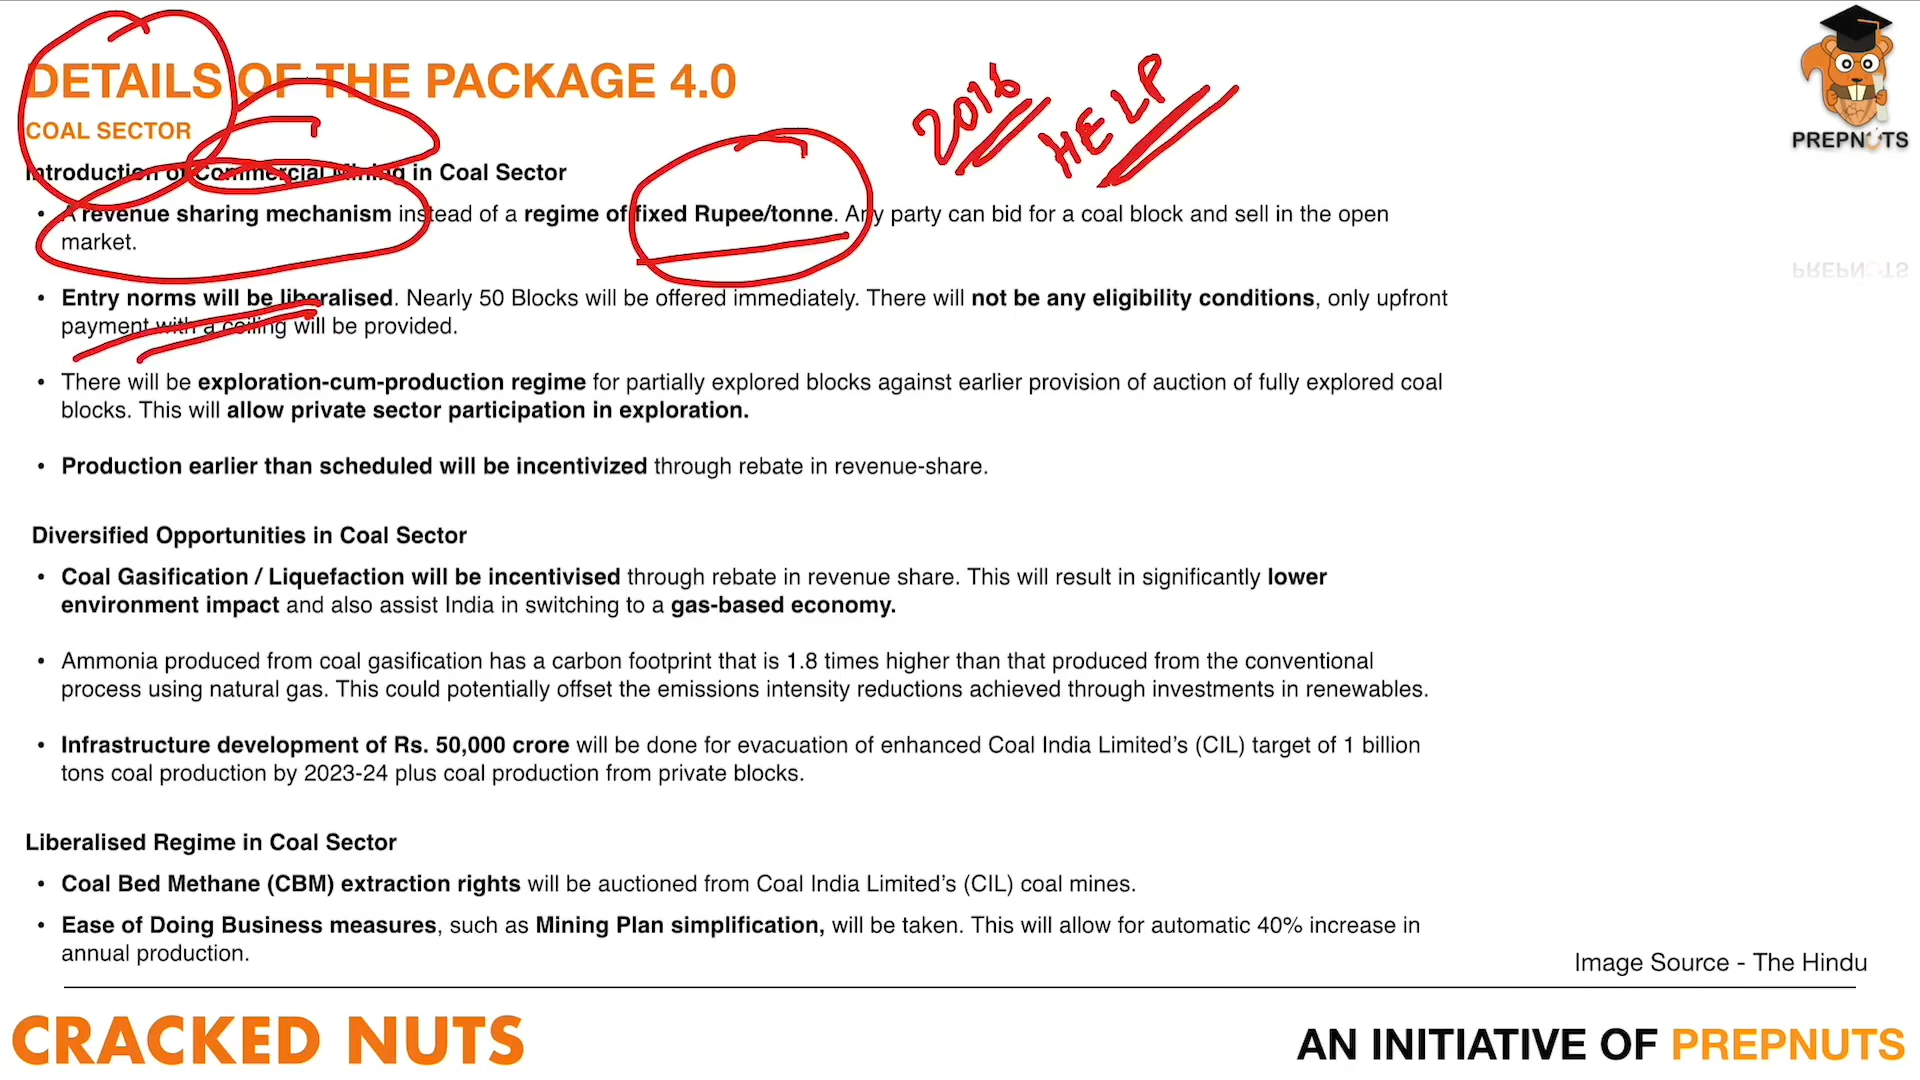 DETAILS OF THE PACKAGE 4.0
2016 HELP
PREPNUTS
COAL SECTOR
Introduction of Commercial Mining in Coal Sector
• A revenue sharing mechanism instead of a regime of fixed Rupee/tonne. Any party can bid for a coal block and sell in the open
market.
• Entry norms will be liberalised. Nearly 50 Blocks will be offered immediately. There will not be any eligibility conditions, only upfront
payment with a ceiling will be provided.
• There will be exploration-cum-production regime for partially explored blocks against earlier provision of auction of fully explored coal
blocks. This will allow private sector participation in exploration.
• Production earlier than scheduled will be incentivized through rebate in revenue-share.
Diversified Opportunities in Coal Sector
• Coal Gasification / Liquefaction will be incentivised through rebate in revenue share. This will result in significantly lower
environment impact and also assist India in switching to a gas-based economy.
• Ammonia produced from coal gasification has a carbon footprint that is 1.8 times higher than that produced from the conventional
process using natural gas. This could potentially offset the emissions intensity reductions achieved through investments in renewables.
• Infrastructure development of Rs. 50,000 crore will be done for evacuation of enhanced Coal India Limited’s (CIL) target of 1 billion
tons coal production by 2023-24 plus coal production from private blocks.
Liberalised Regime in Coal Sector
• Coal Bed Methane (CBM) extraction rights will be auctioned from Coal India Limited’s (CIL) coal mines.
• Ease of Doing Business measures, such as Mining Plan simplification, will be taken. This will allow for automatic 40% increase in
annual production.
Image Source - The Hindu
CRACKED NUTS
AN INITIATIVE OF PREPNUTS